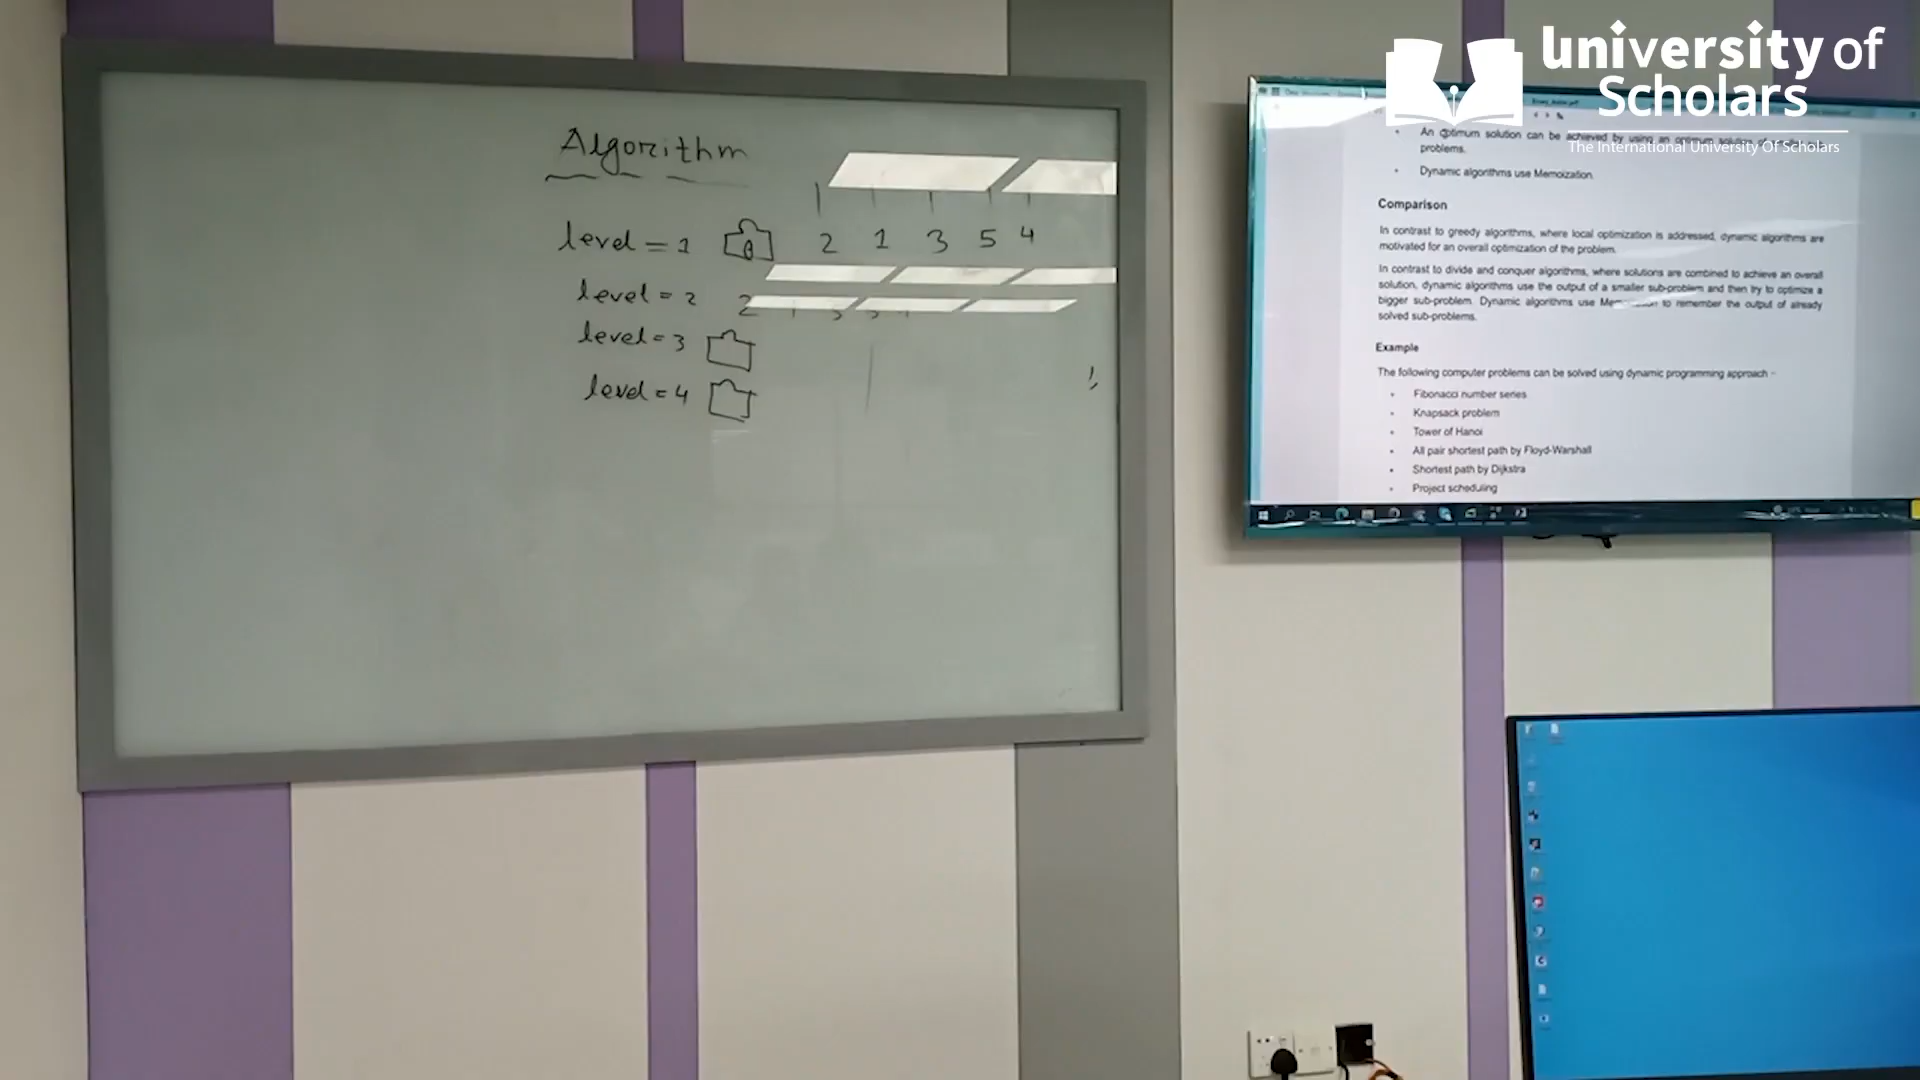 Algorithm
level = 1 2 1 3 5 4
level = 2 2
level = 3
level = 4
University of
Scholars
The International University Of Scholars
An optimum solution can be achieved by using an optimum
problems.
Dynamic algorithms use Memoization.
Comparison
In contrast to greedy algorithms, where local optimization is addressed, dynamic algorithms are
motivated for an overall optimization of the problem.
In contrast to divide and conquer algorithms, where solutions are combined to achieve an overall
solution, dynamic algorithms use the output of a smaller sub-problem and then try to optimize a
bigger sub-problem. Dynamic algorithms use to remember the output of already
solved sub-problems.
Example
The following computer problems can be solved using dynamic programming approach −
Fibonacci number series
Knapsack problem
Tower of Hanoi
All pair shortest path by Floyd-Warshall
Shortest path by Dijkstra
Project scheduling